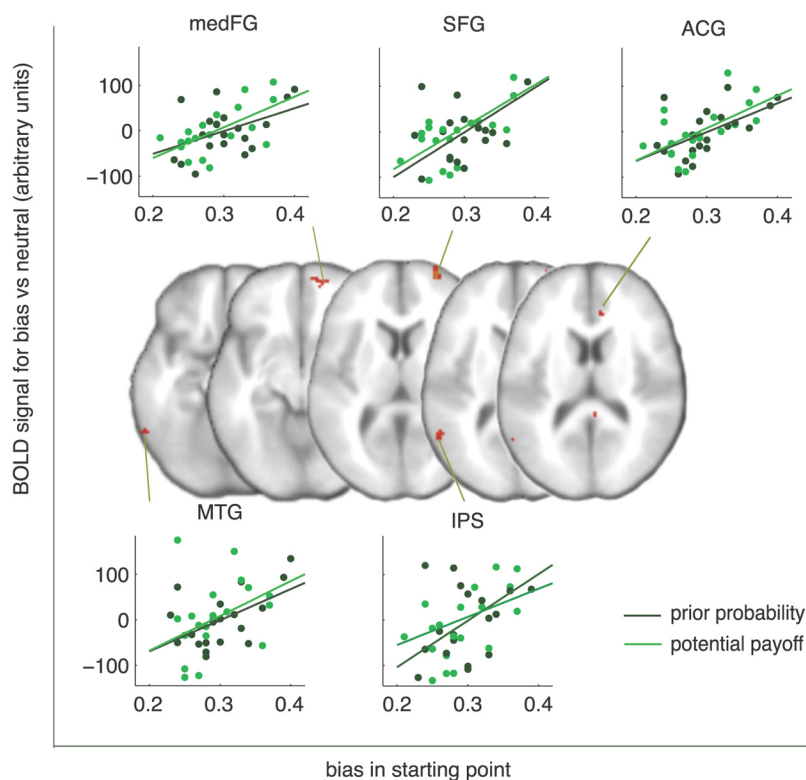 medFG
SFG
ACG
BOLD signal for bias vs neutral (arbitrary units)
100
0
−100
0.2
0.3
0.4
0.2
0.3
0.4
0.2
0.3
0.4
MTG
IPS
100
0
−100
0.2
0.3
0.4
0.2
0.3
0.4
prior probability
potential payoff
bias in starting point